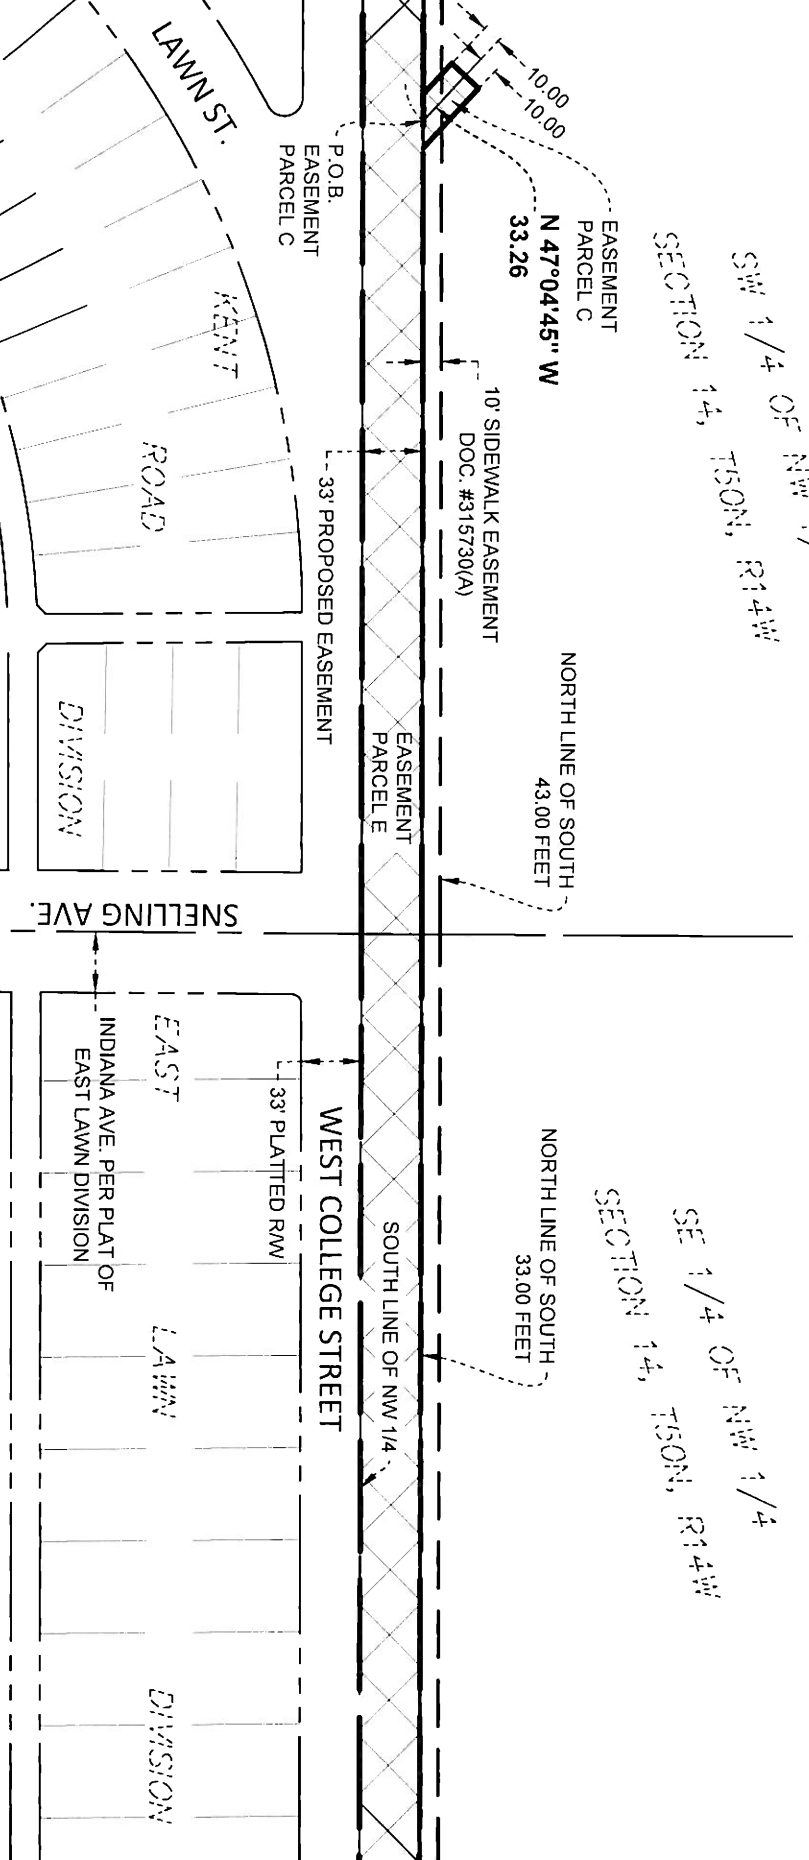 LAWN ST.
10.00
10.00
P.O.B.
EASEMENT
PARCEL C
EASEMENT
PARCEL C
N 47°04'45" W
33.26
SW 1/4 OF NW
SECTION 14, T50N, R14W
KENT
ROAD
DIVISION
10' SIDEWALK EASEMENT
DOC. #315730(A)
33' PROPOSED EASEMENT
NORTH LINE OF SOUTH
43.00 FEET
EASEMENT
PARCEL E
SNELLING AVE.
INDIANA AVE. PER PLAT OF
EAST LAWN DIVISION
EAST
LAWN
DIVISION
33' PLATTED R/W
WEST COLLEGE STREET
SOUTH LINE OF NW 1/4
NORTH LINE OF SOUTH
33.00 FEET
SE 1/4 OF NW 1/4
SECTION 14, T50N, R14W